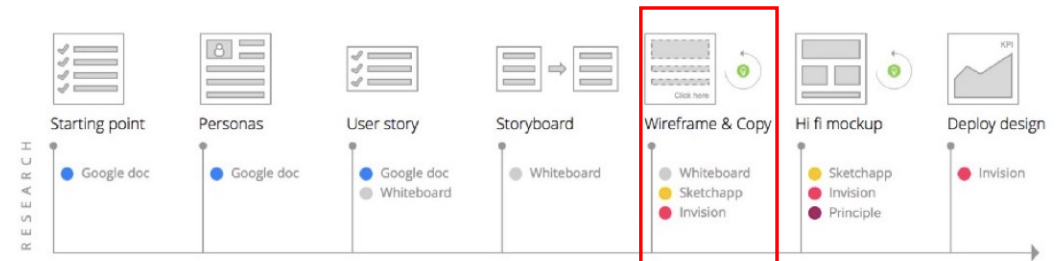 KPI
Click here
Starting point
Personas
User story
Storyboard
Wireframe & Copy
Hi fi mockup
Deploy design
RESEARCH
Google doc
Google doc
Google doc
Whiteboard
Whiteboard
Whiteboard
Sketchapp
Invision
Sketchapp
Invision
Principle
Invision